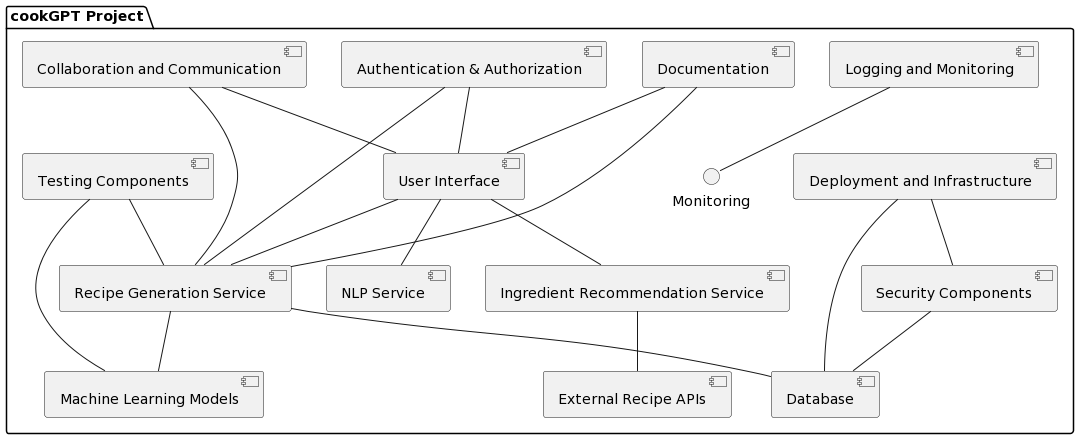 cookGPT Project
Collaboration and Communication
Authentication & Authorization
Documentation
Logging and Monitoring
Testing Components
User Interface
Monitoring
Deployment and Infrastructure
Recipe Generation Service
NLP Service
Ingredient Recommendation Service
Security Components
Machine Learning Models
External Recipe APIs
Database